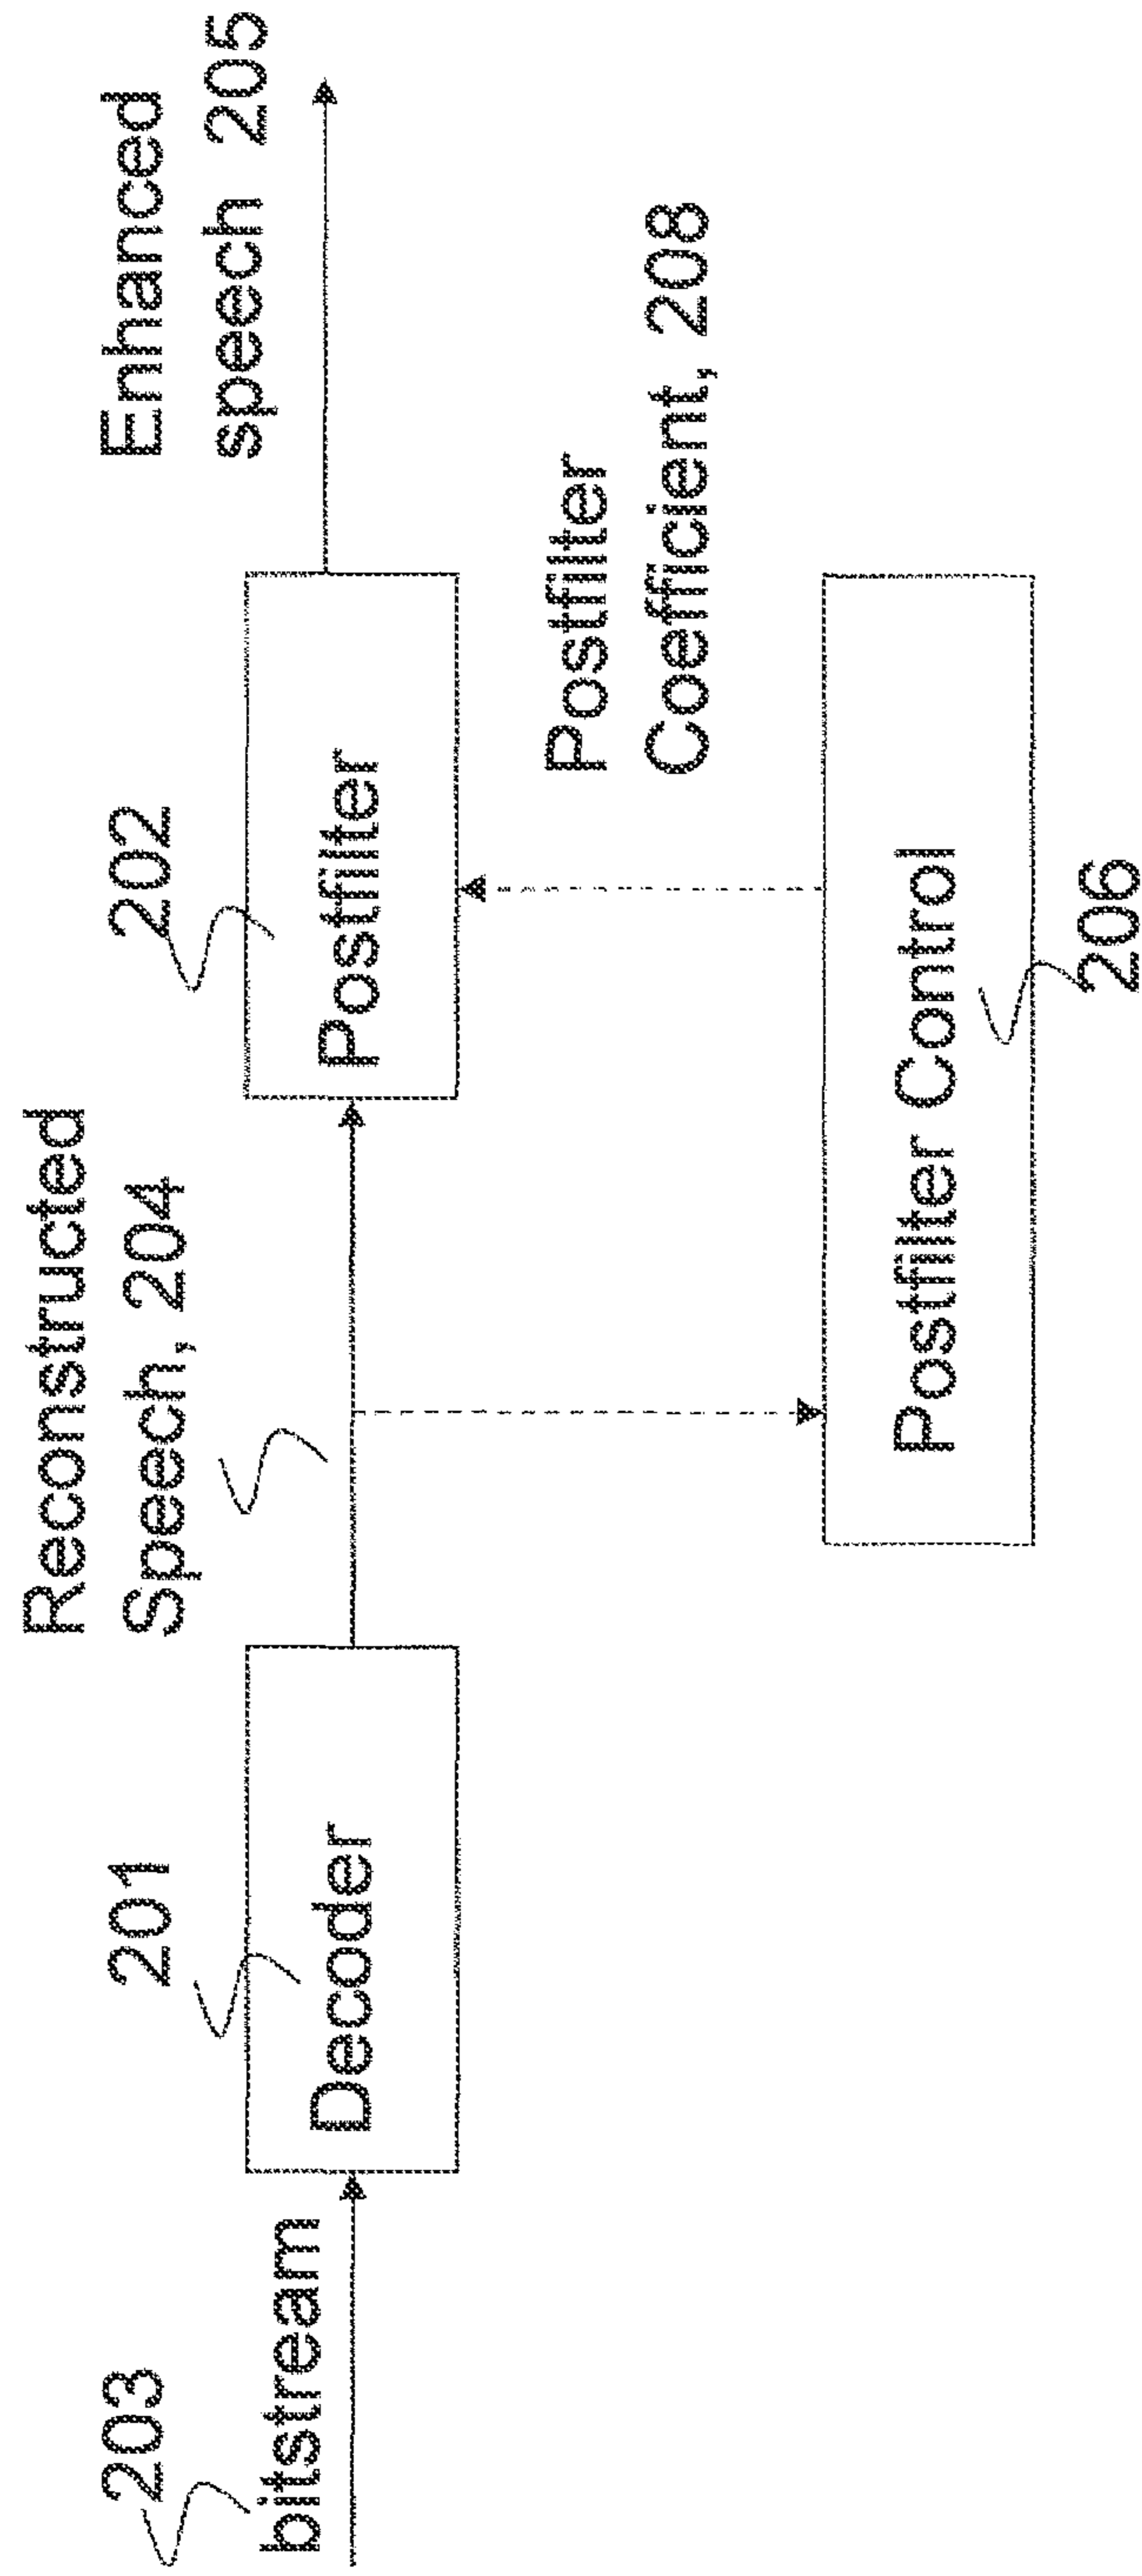 203
bitstream
201
Decoder
Reconstructed
Speech, 204
202
Postfilter
Enhanced
speech 205
Postfilter
Coefficient, 208
Postfilter Control
206